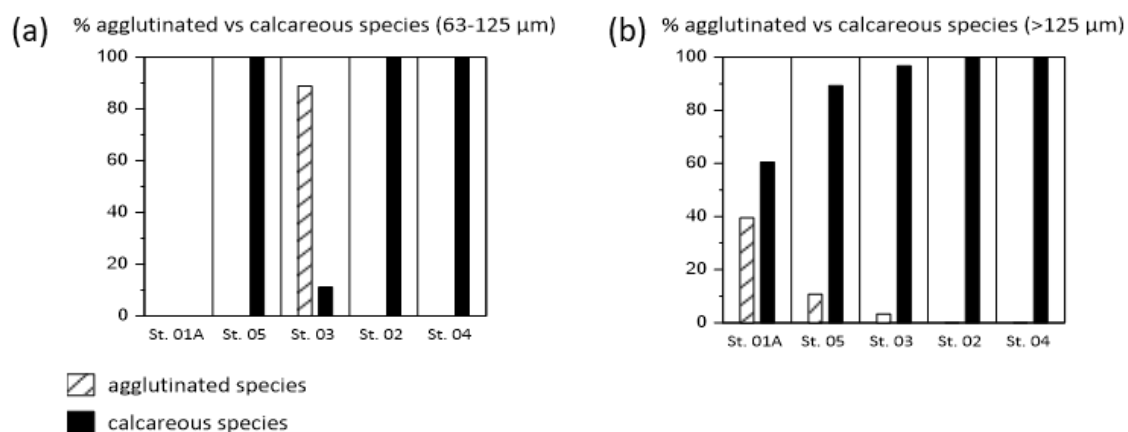 (a) % agglutinated vs calcareous species (63-125 μm)
100
80
60
40
20
0
St. 01A St. 05 St. 03 St. 02 St. 04
(b) % agglutinated vs calcareous species (>125 μm)
100
80
60
40
20
0
St. 01A St. 05 St. 03 St. 02 St. 04
agglutinated species
calcareous species